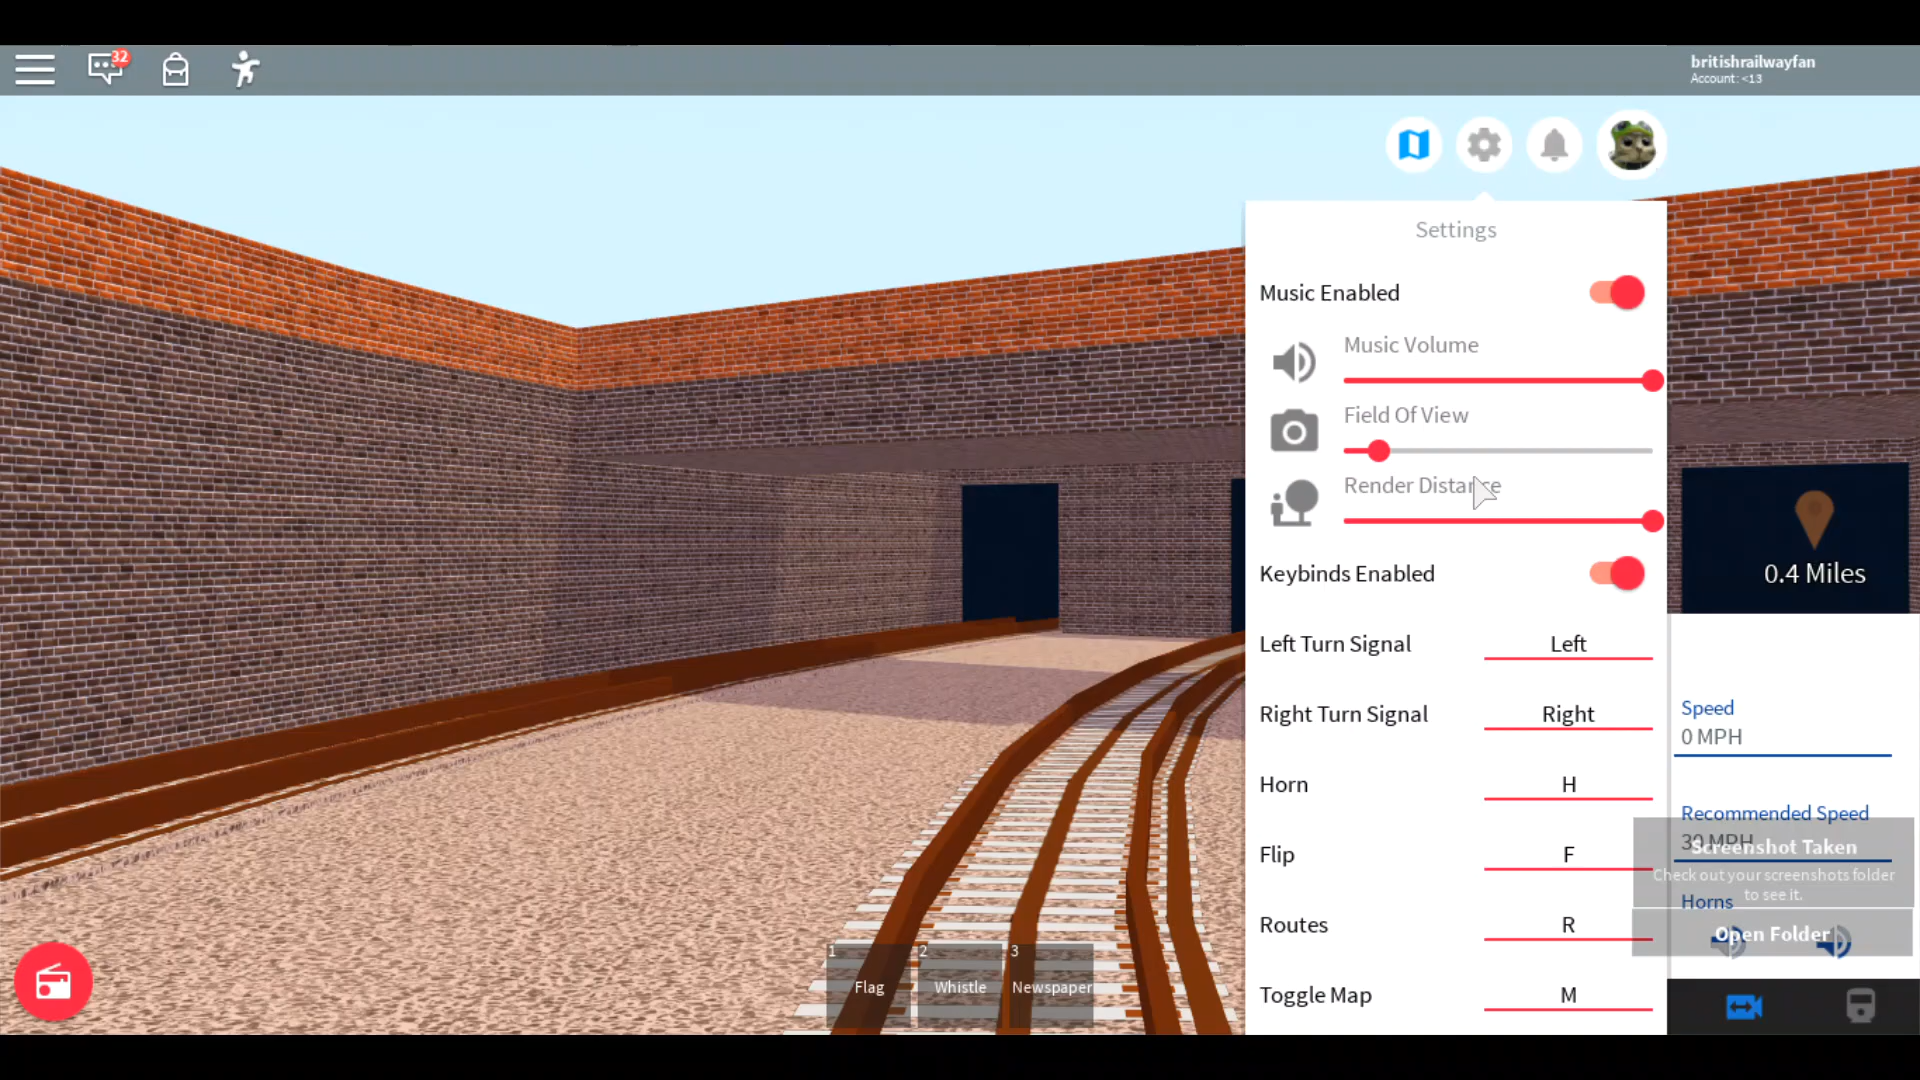 32
britishrailwayfan
Account: <13
Settings
Music Enabled
Music Volume
Field Of View
Render Distance
Keybinds Enabled
Left Turn Signal Left
Right Turn Signal Right
Horn H
Flip F
Routes R
Toggle Map M
0.4 Miles
Speed
0 MPH
Recommended Speed
30 MPH
Screenshot Taken
Check out your screenshots folder
to see it.
Horns
Open Folder
1 2 3
Flag Whistle Newspaper